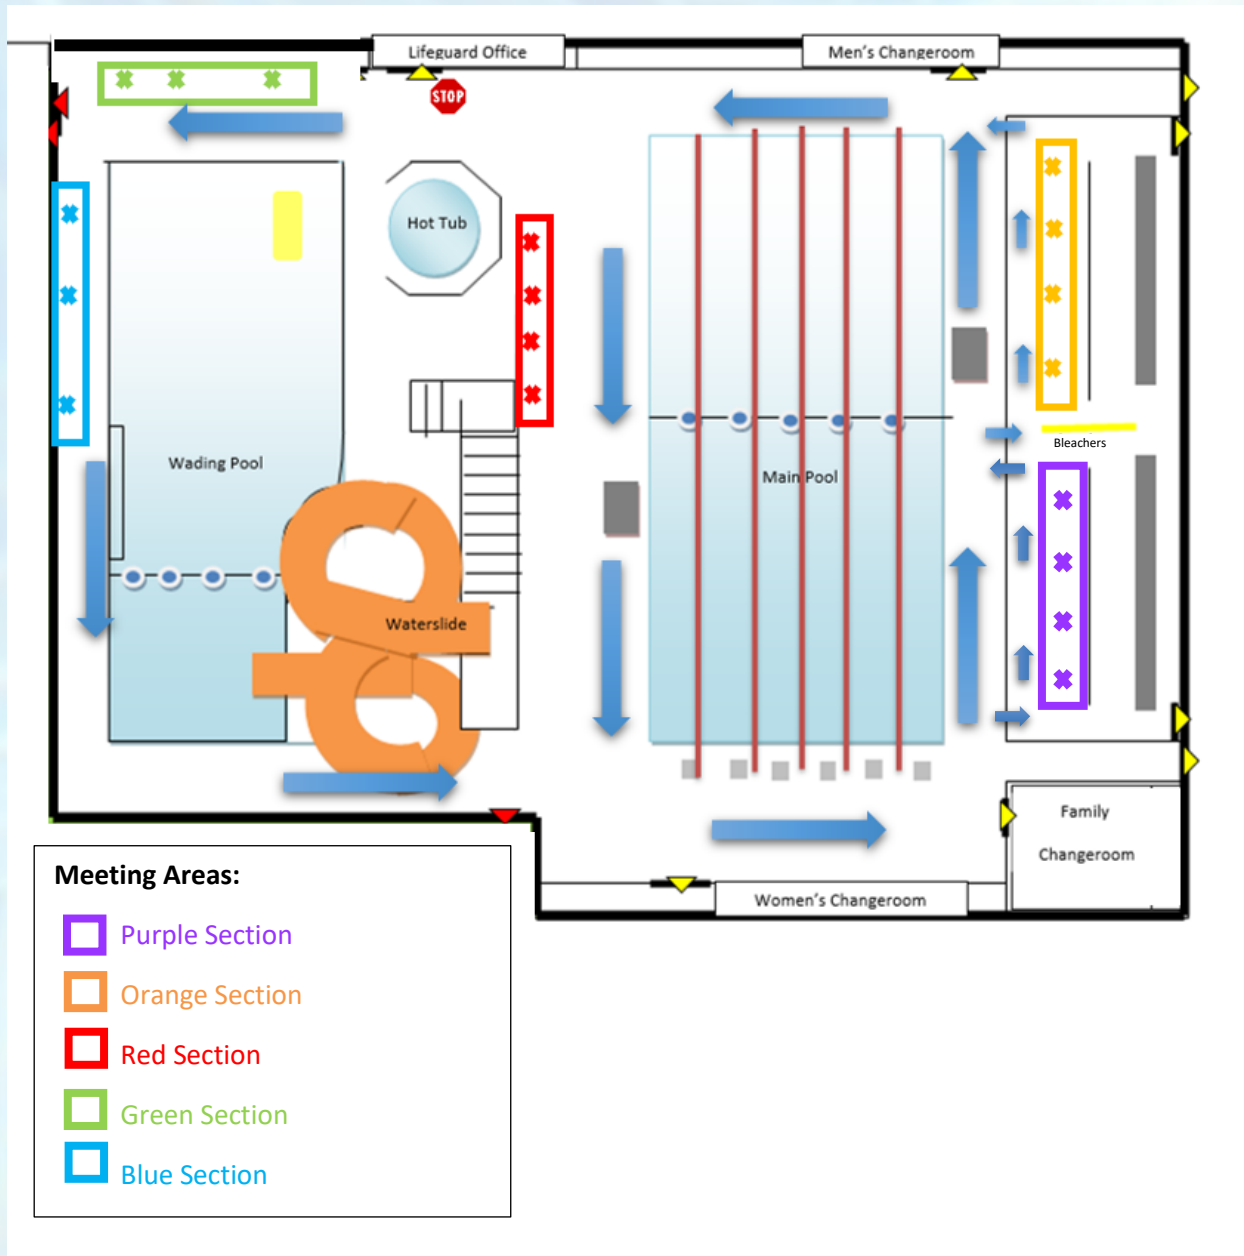 Lifeguard Office
Men's Changeroom
STOP
Hot Tub
Bleachers
Wading Pool
Main Pool
Waterslide
Family
Changeroom
Women's Changeroom
Meeting Areas:
Purple Section
Orange Section
Red Section
Green Section
Blue Section